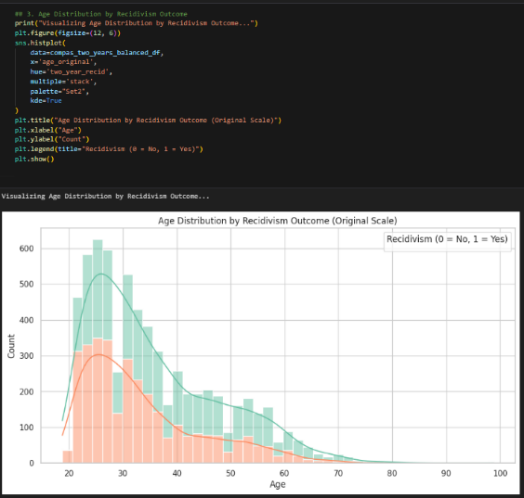 ## 3. Age Distribution by Recidivism Outcome
print("Visualizing Age Distribution by Recidivism Outcome...")
plt.figure(figsize=(12, 6))
sns.histplot(
    data=compas_two_years_balanced_df,
    x='age_original',
    hue='two_year_recid',
    multiple='stack',
    palette="Set2",
    kde=True
)
plt.title("Age Distribution by Recidivism Outcome (Original Scale)")
plt.xlabel("Age")
plt.ylabel("Count")
plt.legend(title="Recidivism (0 = No, 1 = Yes)")
plt.show()
Visualizing Age Distribution by Recidivism Outcome...
Age Distribution by Recidivism Outcome (Original Scale)
Recidivism (0 = No, 1 = Yes)
600
500
400
300
200
100
0
Count
20 30 40 50 60 70 80 90 100
Age